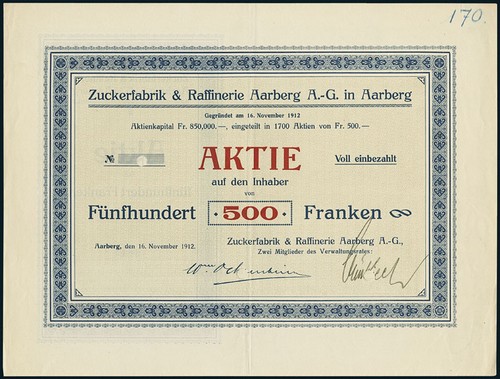 170.
Zuckerfabrik & Raffinerie Aarberg A.-G. in Aarberg
Gegründet am 16. November 1912
Aktienkapital Fr. 850,000.—, eingeteilt in 1700 Aktien von Fr. 500.—
№
AKTIE
Voll einbezahlt
auf den Inhaber
von
Fünfhundert 500 Franken
Aarberg, den 16. November 1912.
Zuckerfabrik & Raffinerie Aarberg A.-G.,
Zwei Mitglieder des Verwaltungsrates: